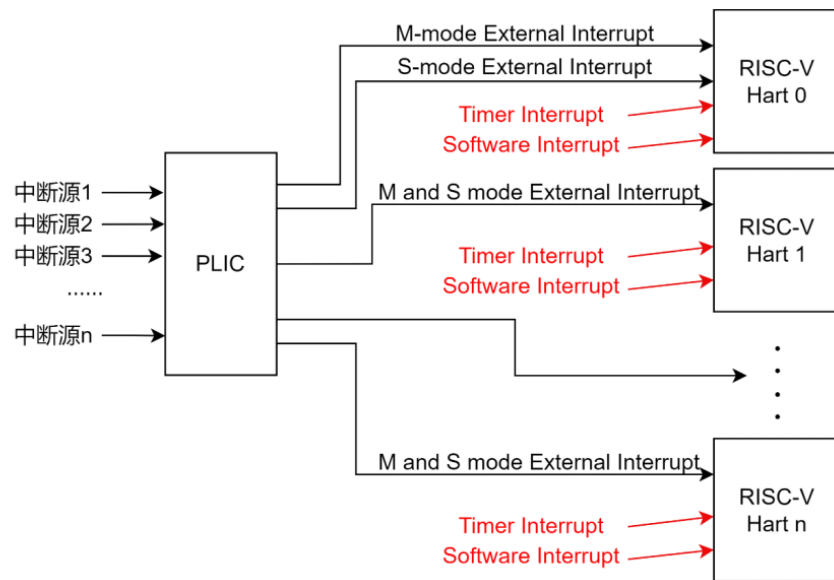 M-mode External Interrupt
S-mode External Interrupt
Timer Interrupt
Software Interrupt
RISC-V
Hart 0
中断源1
中断源2
中断源3
......
中断源n
PLIC
M and S mode External Interrupt
Timer Interrupt
Software Interrupt
RISC-V
Hart 1
M and S mode External Interrupt
Timer Interrupt
Software Interrupt
RISC-V
Hart n